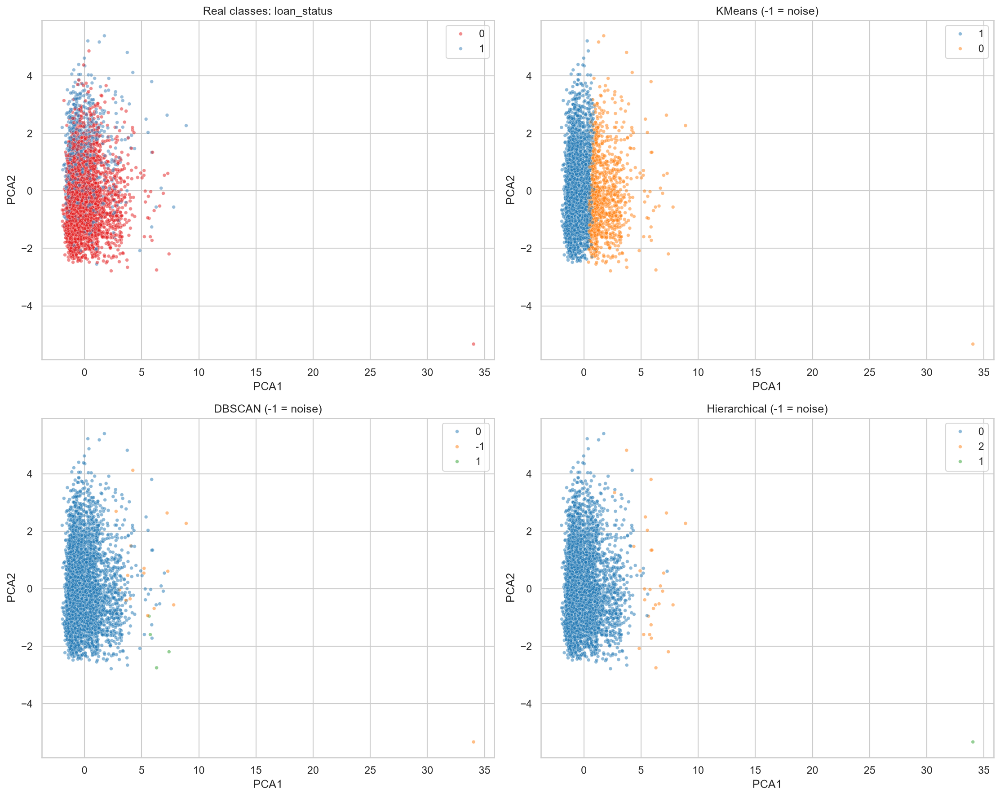 Real classes: loan_status
0
1
4
2
0
−2
−4
PCA2
0 5 10 15 20 25 30 35
PCA1
KMeans (-1 = noise)
1
0
4
2
0
−2
−4
PCA2
0 5 10 15 20 25 30 35
PCA1
DBSCAN (-1 = noise)
0
-1
1
4
2
0
−2
−4
PCA2
0 5 10 15 20 25 30 35
PCA1
Hierarchical (-1 = noise)
0
2
1
4
2
0
−2
−4
PCA2
0 5 10 15 20 25 30 35
PCA1